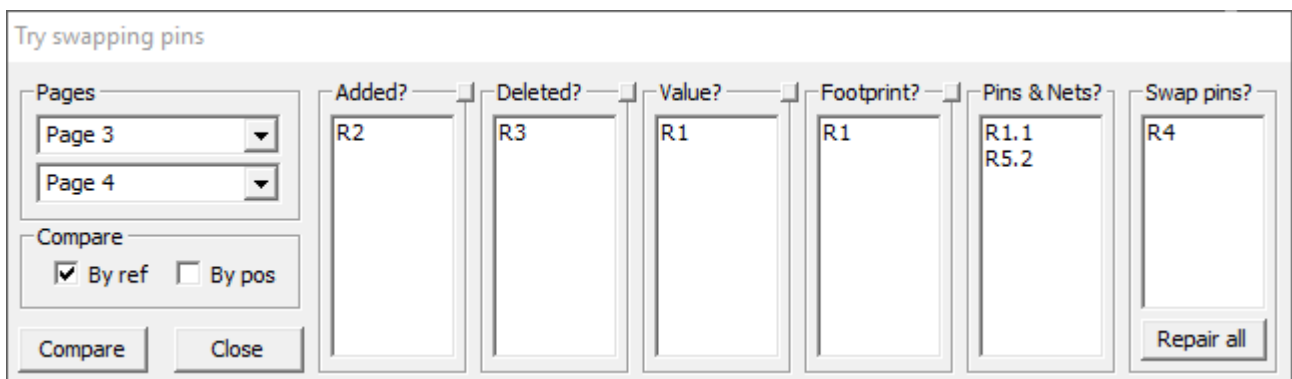 Try swapping pins
Pages
Page 3
Page 4
Compare
By ref
By pos
Compare
Close
Added?
R2
Deleted?
R3
Value?
R1
Footprint?
R1
Pins & Nets?
R1.1
R5.2
Swap pins?
R4
Repair all